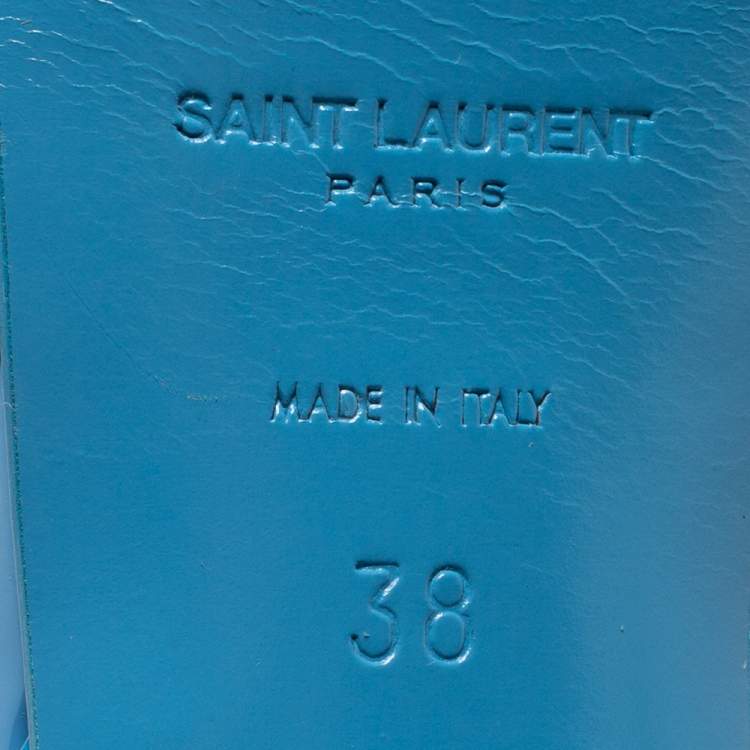 SAINT LAURENT
PARIS
MADE IN ITALY
38